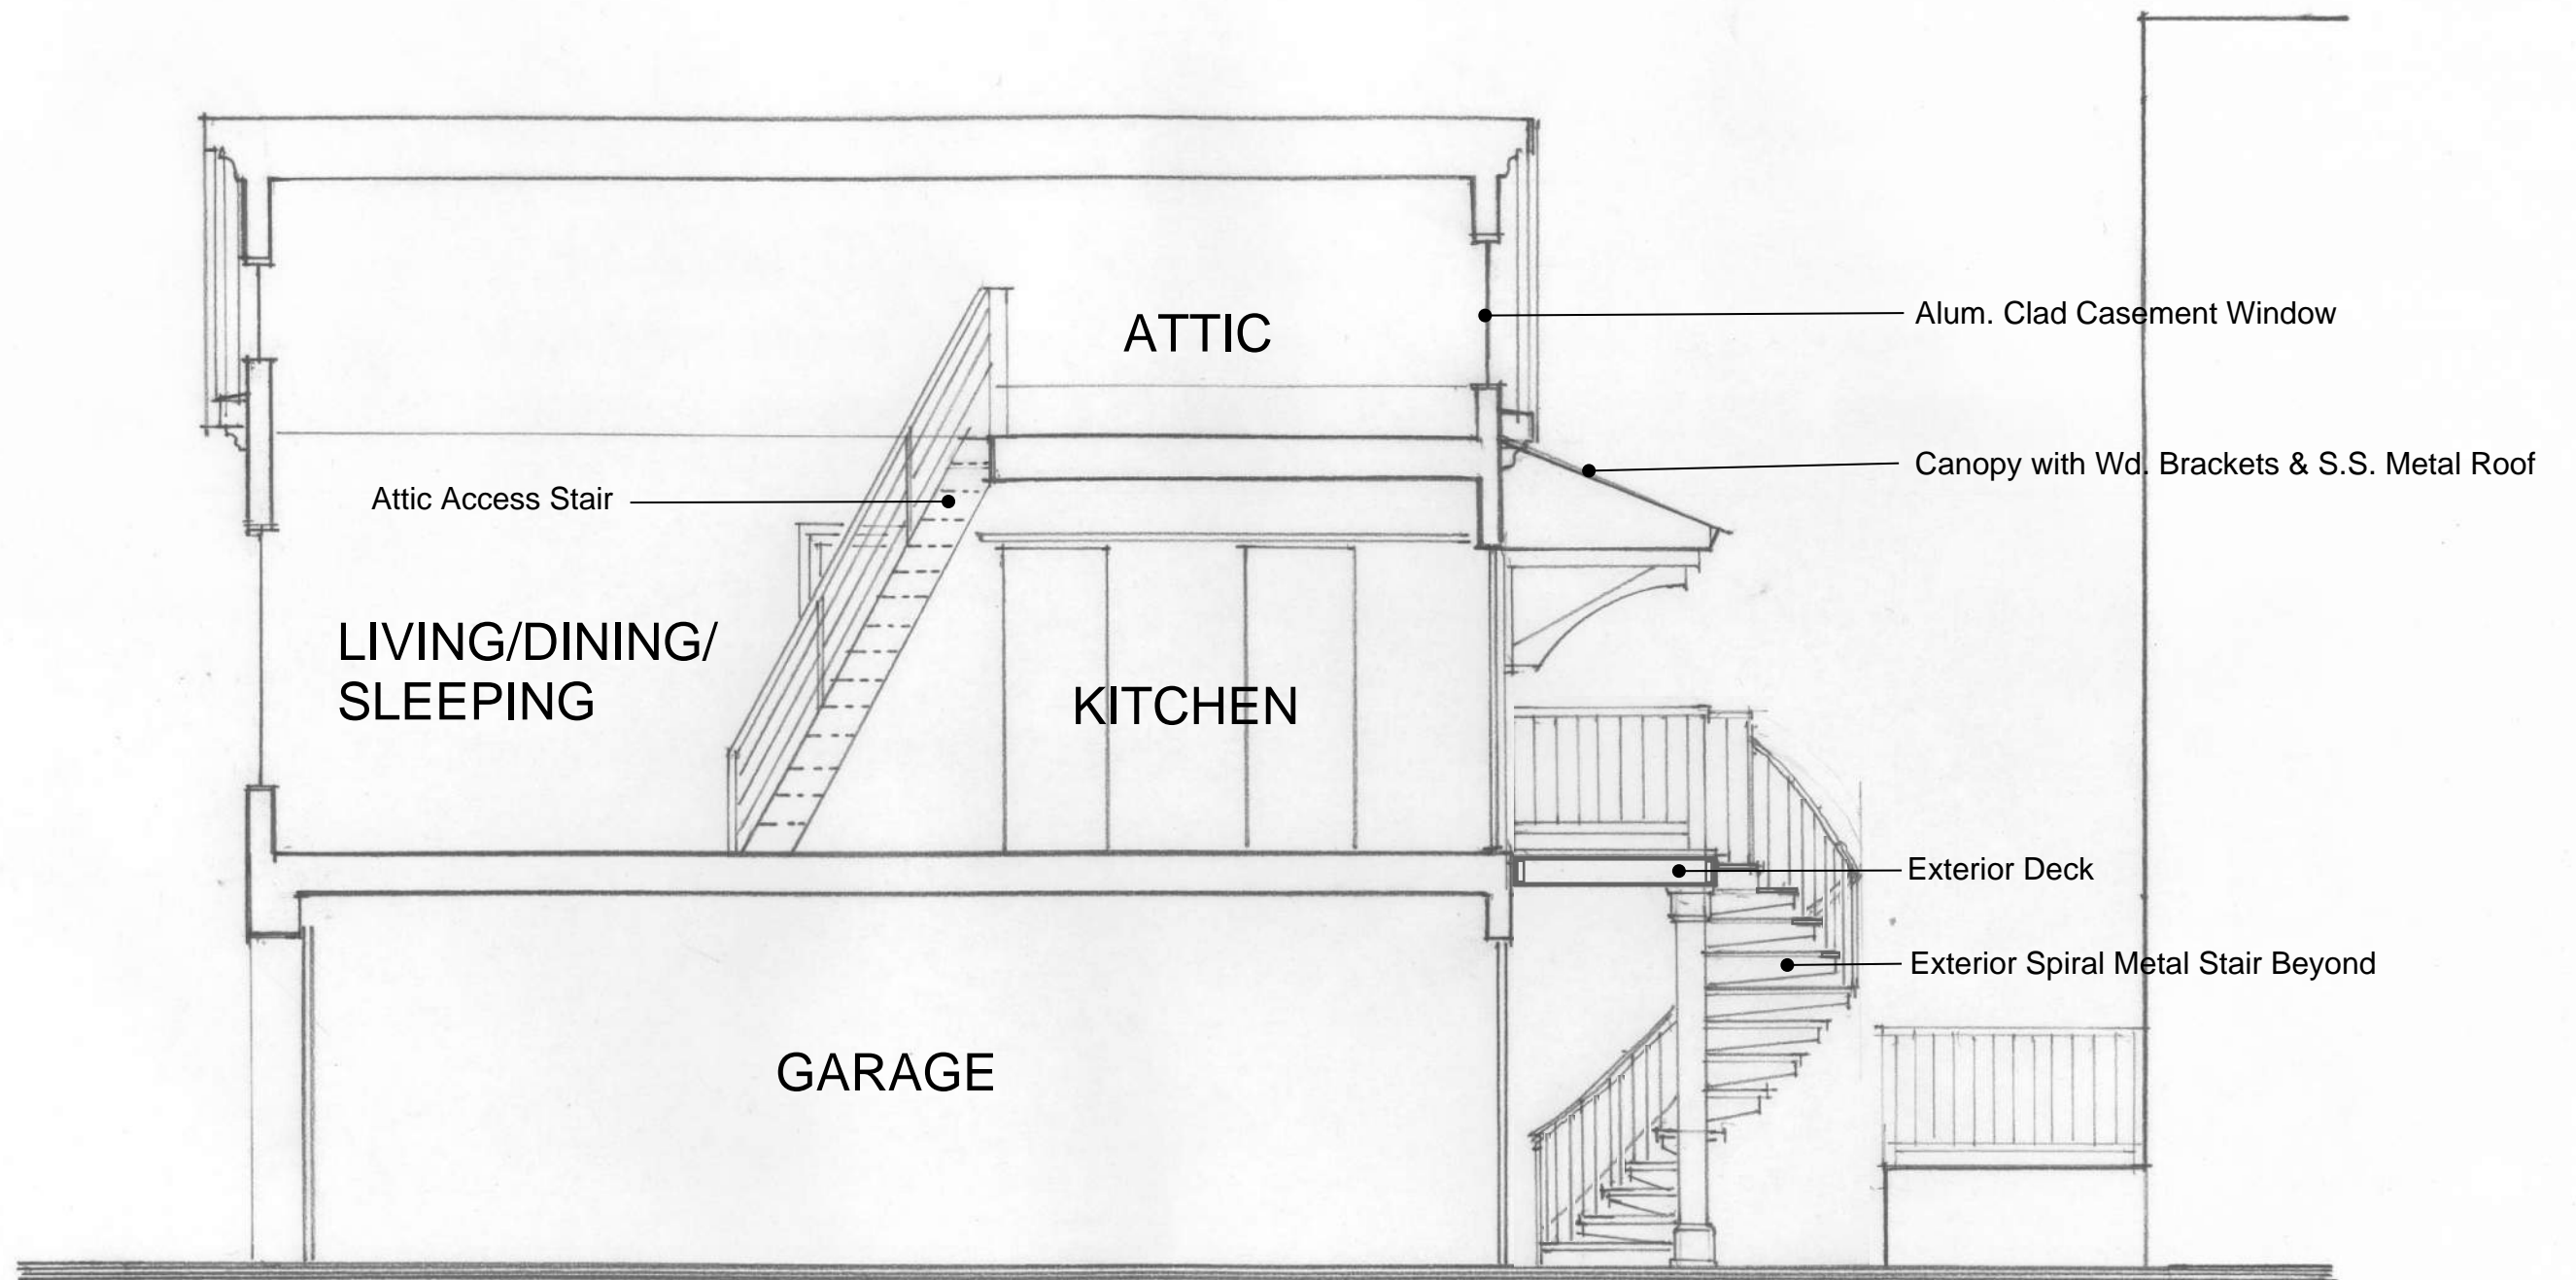 ATTIC
Alum. Clad Casement Window
Canopy with Wd. Brackets & S.S. Metal Roof
Attic Access Stair
LIVING/DINING/
SLEEPING
KITCHEN
Exterior Deck
Exterior Spiral Metal Stair Beyond
GARAGE